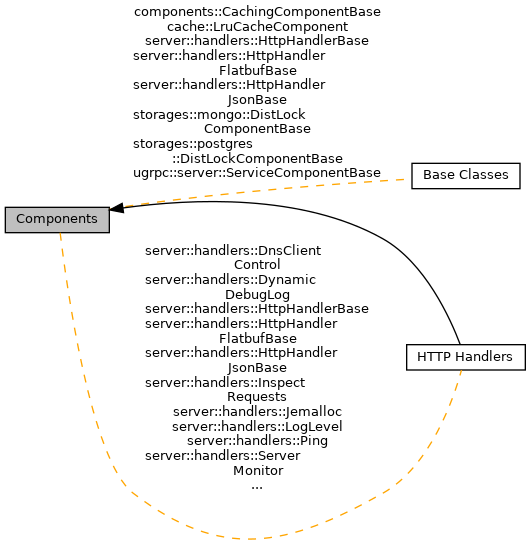 components::CachingComponentBase
cache::LruCacheComponent
server::handlers::HttpHandlerBase
server::handlers::HttpHandler
FlatbufBase
server::handlers::HttpHandler
JsonBase
storages::mongo::DistLock
ComponentBase
storages::postgres
::DistLockComponentBase
ugrpc::server::ServiceComponentBase
Base Classes
Components
server::handlers::DnsClient
Control
server::handlers::Dynamic
DebugLog
server::handlers::HttpHandlerBase
server::handlers::HttpHandler
FlatbufBase
server::handlers::HttpHandler
JsonBase
HTTP Handlers
server::handlers::Inspect
Requests
server::handlers::Jemalloc
server::handlers::LogLevel
server::handlers::Ping
server::handlers::Server
Monitor
...